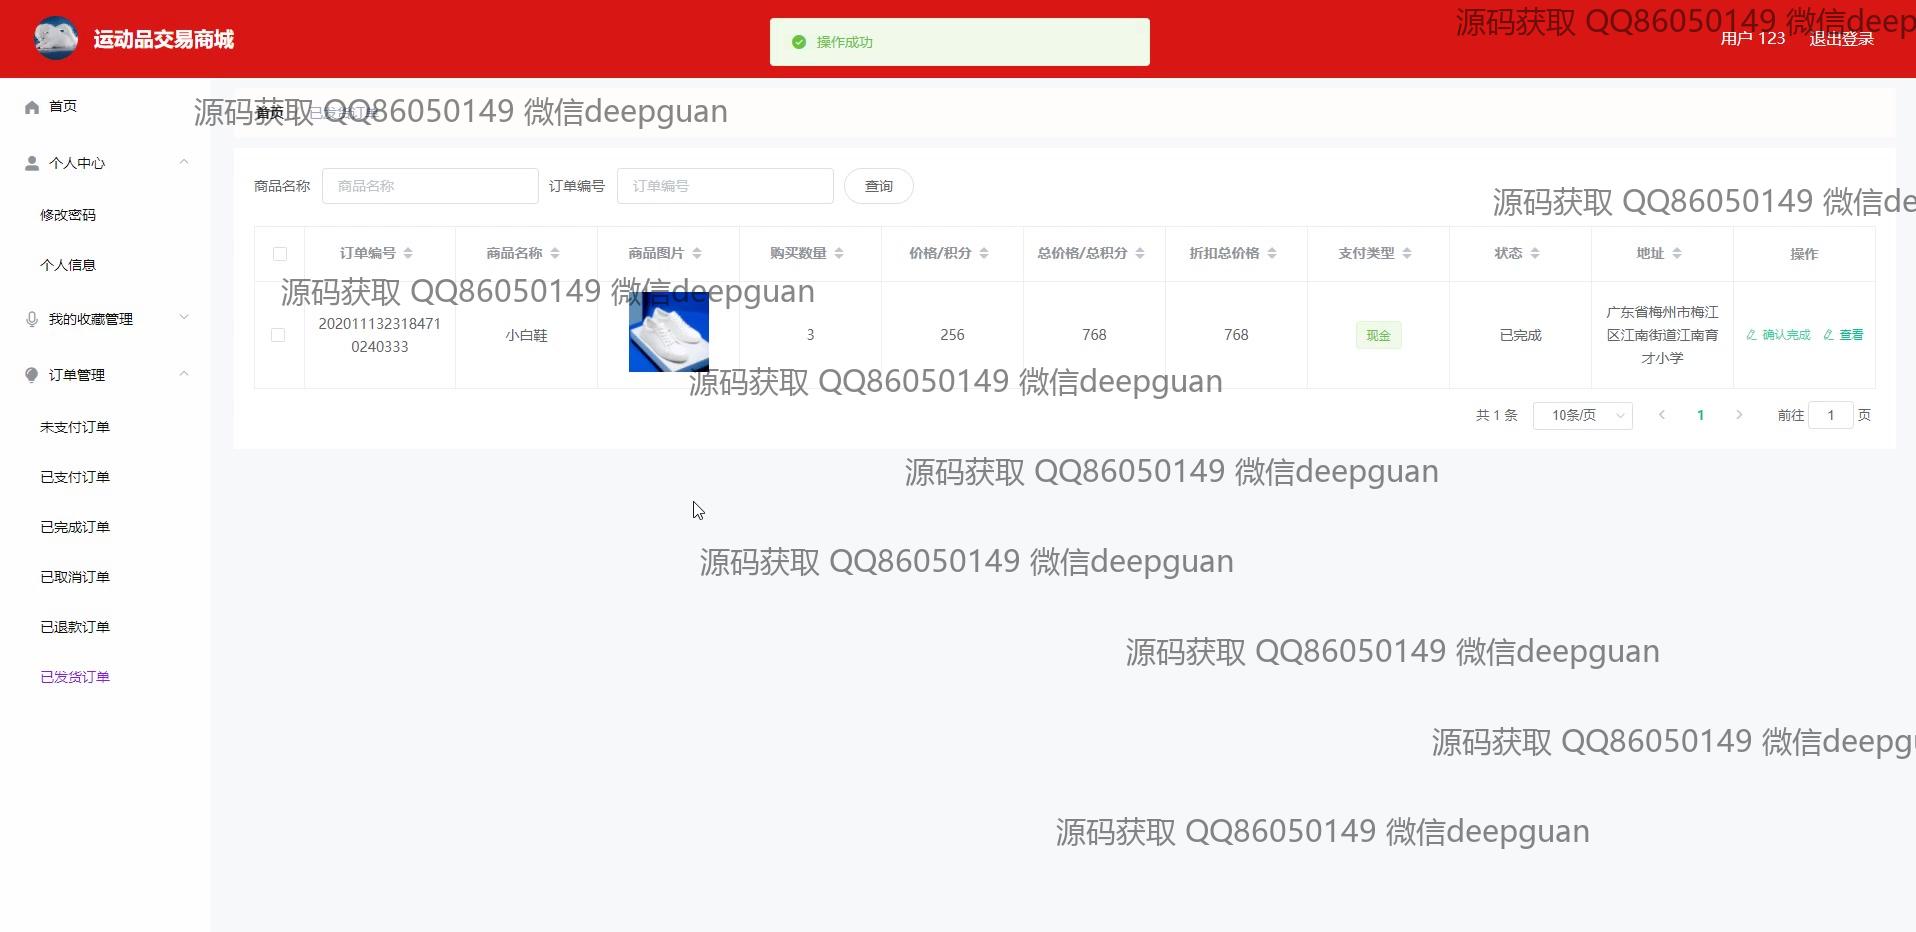 运动品交易商城
操作成功
源码获取 QQ86050149 微信deep
用户 123 退出登录
首页
个人中心
修改密码
个人信息
我的收藏管理
订单管理
未支付订单
已支付订单
已完成订单
已取消订单
已退款订单
已发货订单
首页 已发货订单
源码获取 QQ86050149 微信deepguan
商品名称 商品名称 订单编号 订单编号 查询
源码获取 QQ86050149 微信de
订单编号 商品名称 商品图片 购买数量 价格/积分 总价格/总积分 折扣总价格 支付类型 状态 地址 操作
源码获取 QQ86050149 微信deepguan
202011132318471
0240333
小白鞋 3 256 768 768 现金 已完成
广东省梅州市梅江
区江南街道江南育
才小学
确认完成 查看
源码获取 QQ86050149 微信deepguan
共 1 条 10条/页 1 前往 1 页
源码获取 QQ86050149 微信deepguan
源码获取 QQ86050149 微信deepguan
源码获取 QQ86050149 微信deepguan
源码获取 QQ86050149 微信deepg
源码获取 QQ86050149 微信deepguan